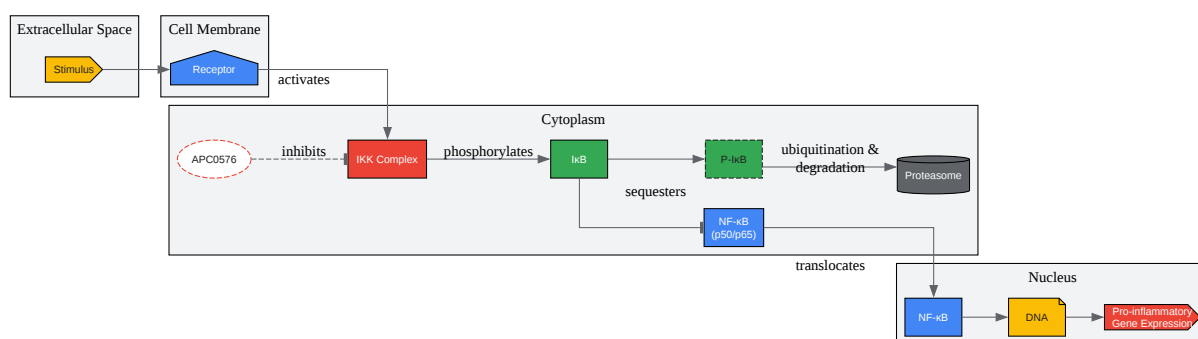 Extracellular Space
Cell Membrane
Stimulus
Receptor
activates
Cytoplasm
APC0576
inhibits
IKK Complex
phosphorylates
IκB
P-IκB
ubiquitination &
degradation
Proteasome
sequesters
NF-κB
(p50/p65)
translocates
Nucleus
NF-κB
DNA
Pro-inflammatory
Gene Expression